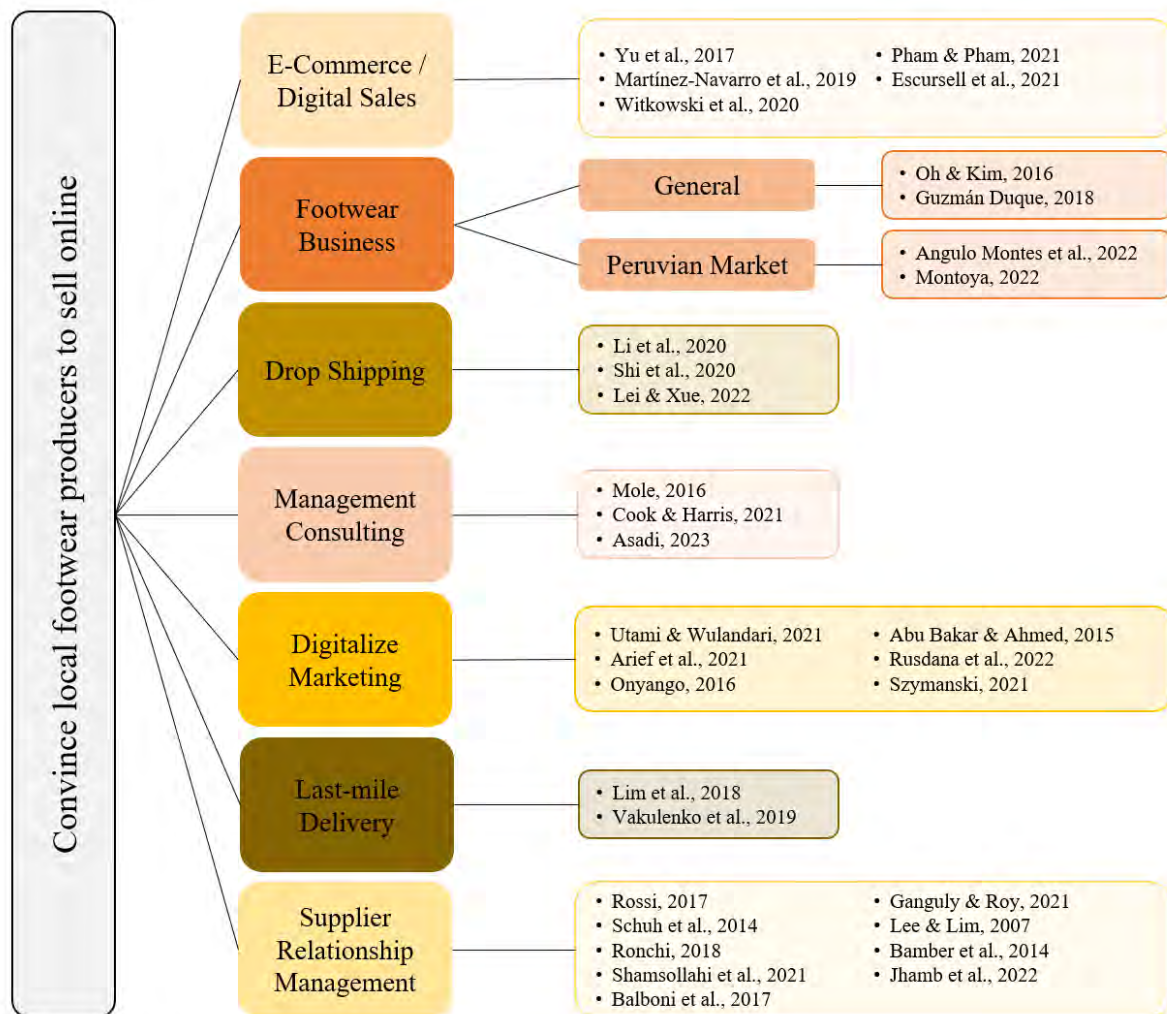 Convince local footwear producers to sell online
E-Commerce /
Digital Sales
• Yu et al., 2017
• Martínez-Navarro et al., 2019
• Witkowski et al., 2020
• Pham & Pham, 2021
• Escursell et al., 2021
Footwear
Business
General
• Oh & Kim, 2016
• Guzmán Duque, 2018
Peruvian Market
• Angulo Montes et al., 2022
• Montoya, 2022
Drop Shipping
• Li et al., 2020
• Shi et al., 2020
• Lei & Xue, 2022
Management
Consulting
• Mole, 2016
• Cook & Harris, 2021
• Asadi, 2023
Digitalize
Marketing
• Utami & Wulandari, 2021
• Arief et al., 2021
• Onyango, 2016
• Abu Bakar & Ahmed, 2015
• Rusdana et al., 2022
• Szymanski, 2021
Last-mile
Delivery
• Lim et al., 2018
• Vakulenko et al., 2019
Supplier
Relationship
Management
• Rossi, 2017
• Schuh et al., 2014
• Ronchi, 2018
• Shamsollahi et al., 2021
• Balboni et al., 2017
• Ganguly & Roy, 2021
• Lee & Lim, 2007
• Bamber et al., 2014
• Jhamb et al., 2022